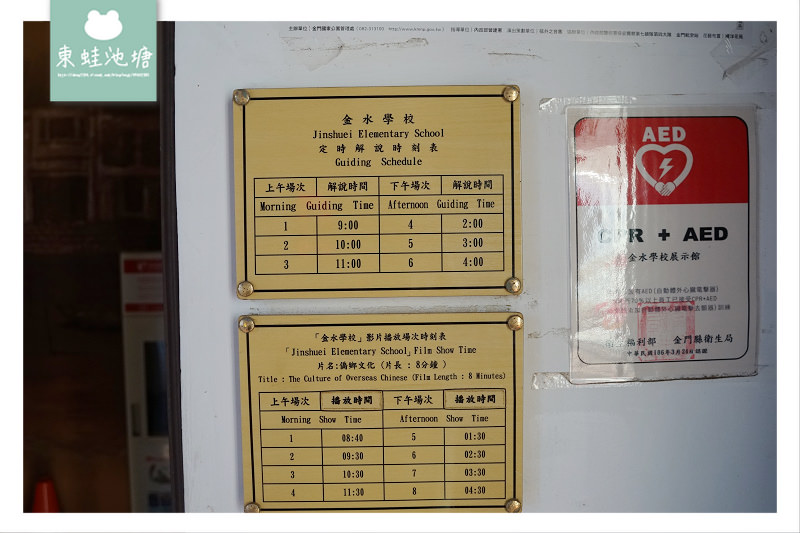 東蛙池塘
金水學校
Jinshuei Elementary School
定時解說時刻表
Guiding Schedule
上午場次 解說時間 下午場次 解說時間
Morning Guiding Time Afternoon Guiding Time
1 9:00 4 2:00
2 10:00 5 3:00
3 11:00 6 4:00
「金水學校」影片播放場次時刻表
「Jinshuei Elementary School」Film Show Time
片名:僑鄉文化 (片長 : 8分鐘 )
Title : The Culture of Overseas Chinese (Film Length : 8 Minutes)
上午場次 播放時間 下午場次 播放時間
Morning Show Time Afternoon Show Time
1 08:40 5 01:30
2 09:30 6 02:30
3 10:30 7 03:30
4 11:30 8 04:30
AED
CPR + AED
金水學校展示館
福利部 金門縣衛生局